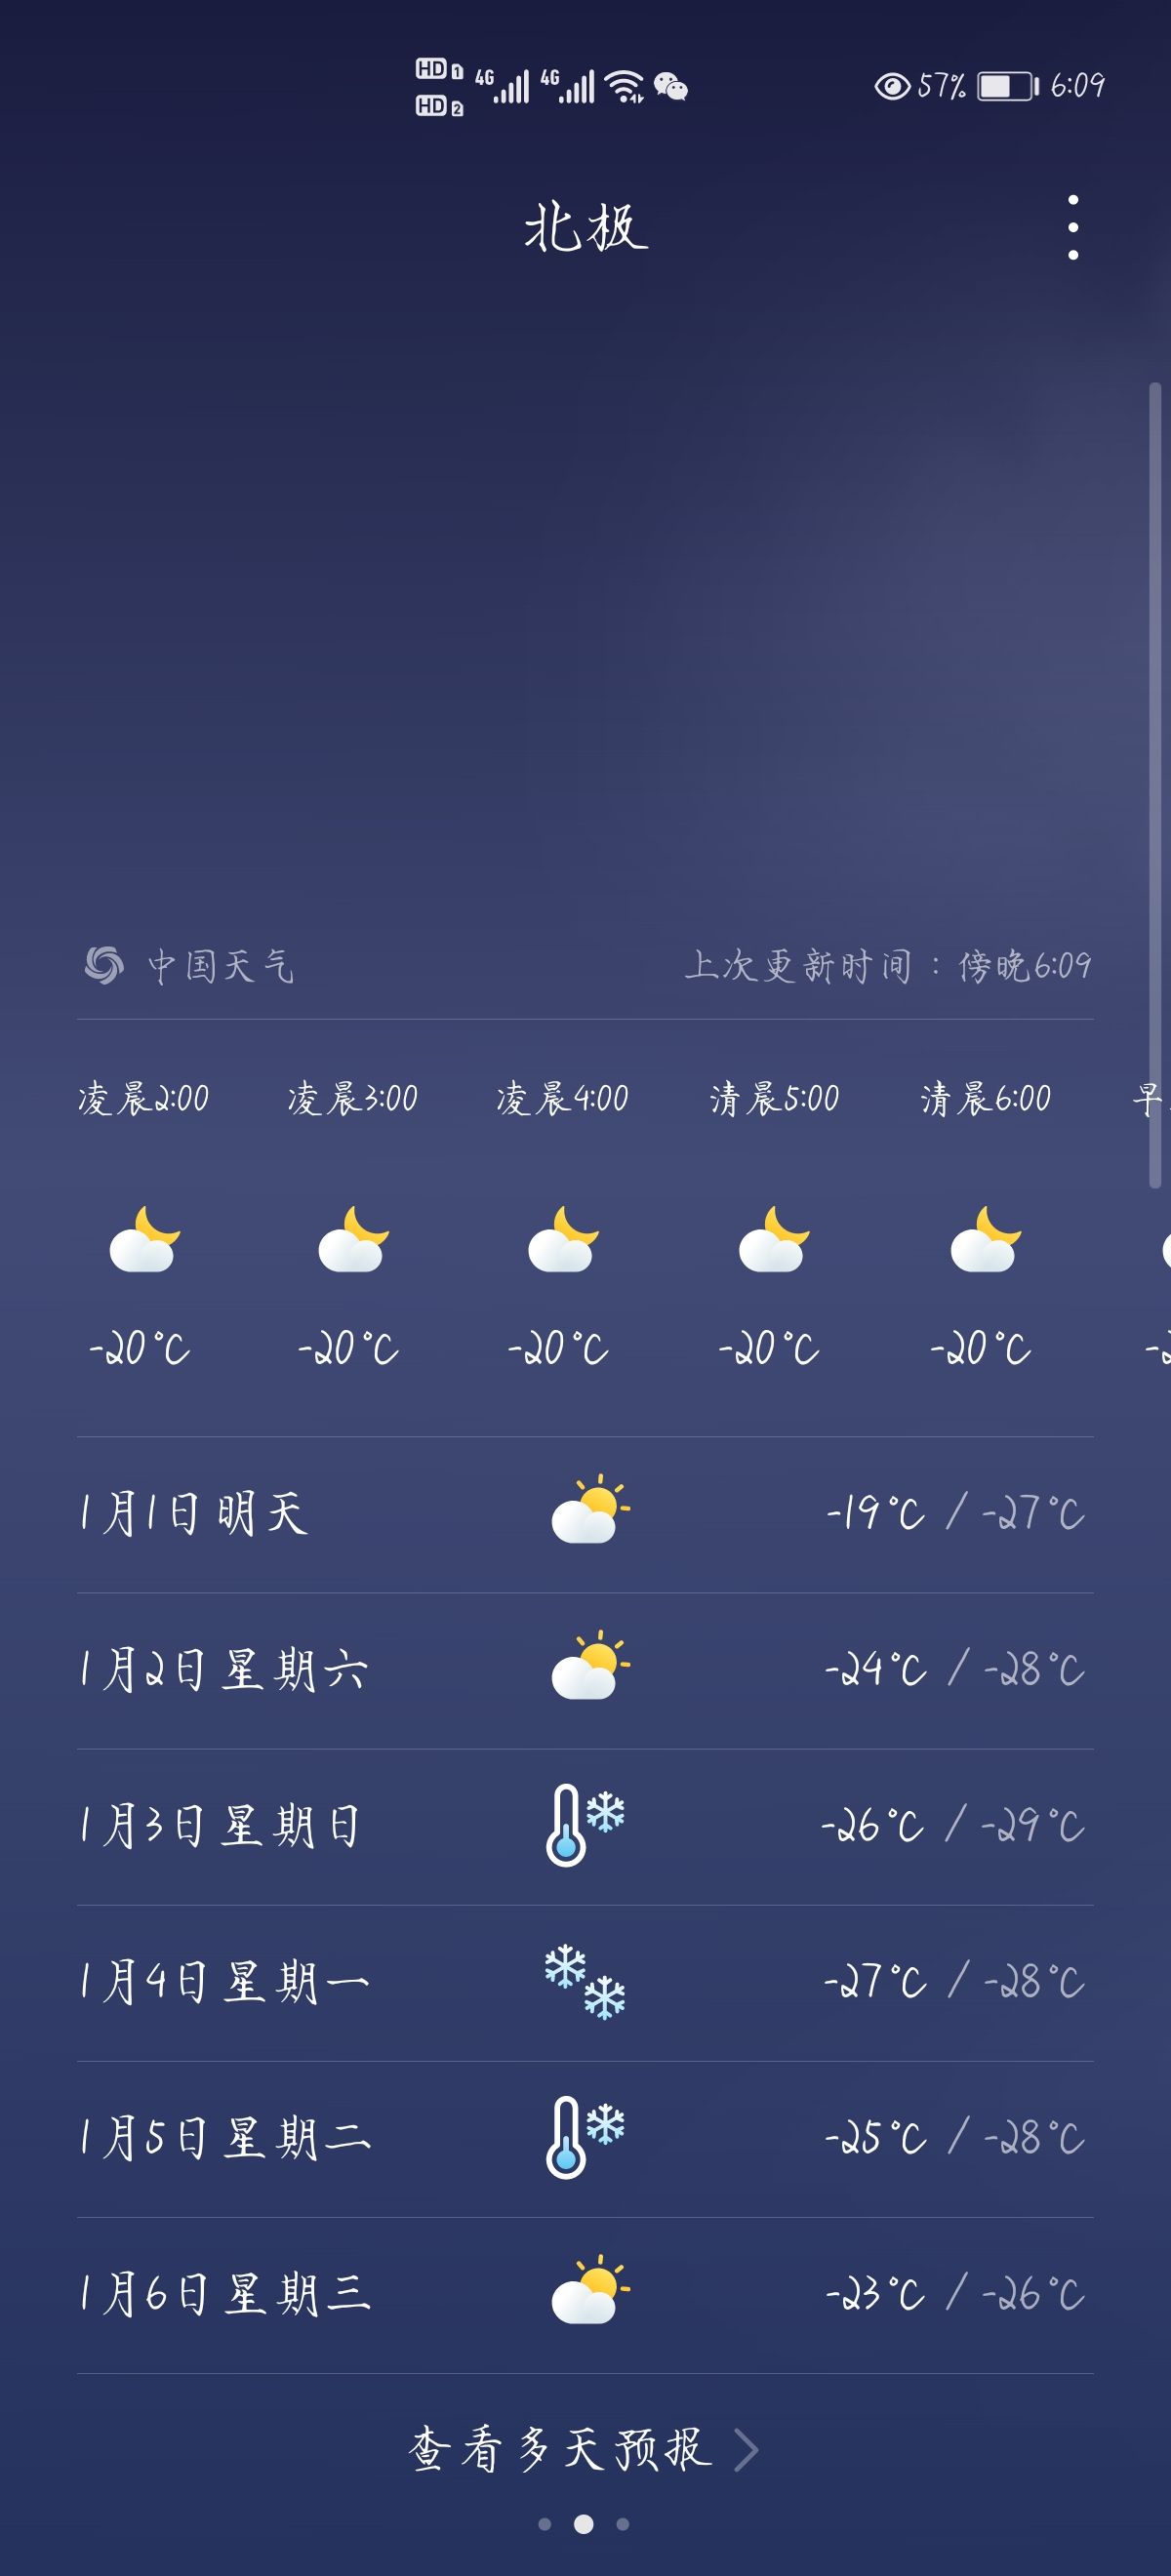 HD 1 4G 4G 57% 6:09
HD 2
北极
中国天气 上次更新时间：傍晚6:09
凌晨2:00 凌晨3:00 凌晨4:00 清晨5:00 清晨6:00 早
-20°C -20°C -20°C -20°C -20°C -2
1月1日明天 -19°C / -27°C
1月2日星期六 -24°C / -28°C
1月3日星期日 -26°C / -29°C
1月4日星期一 -27°C / -28°C
1月5日星期二 -25°C / -28°C
1月6日星期三 -23°C / -26°C
查看多天预报